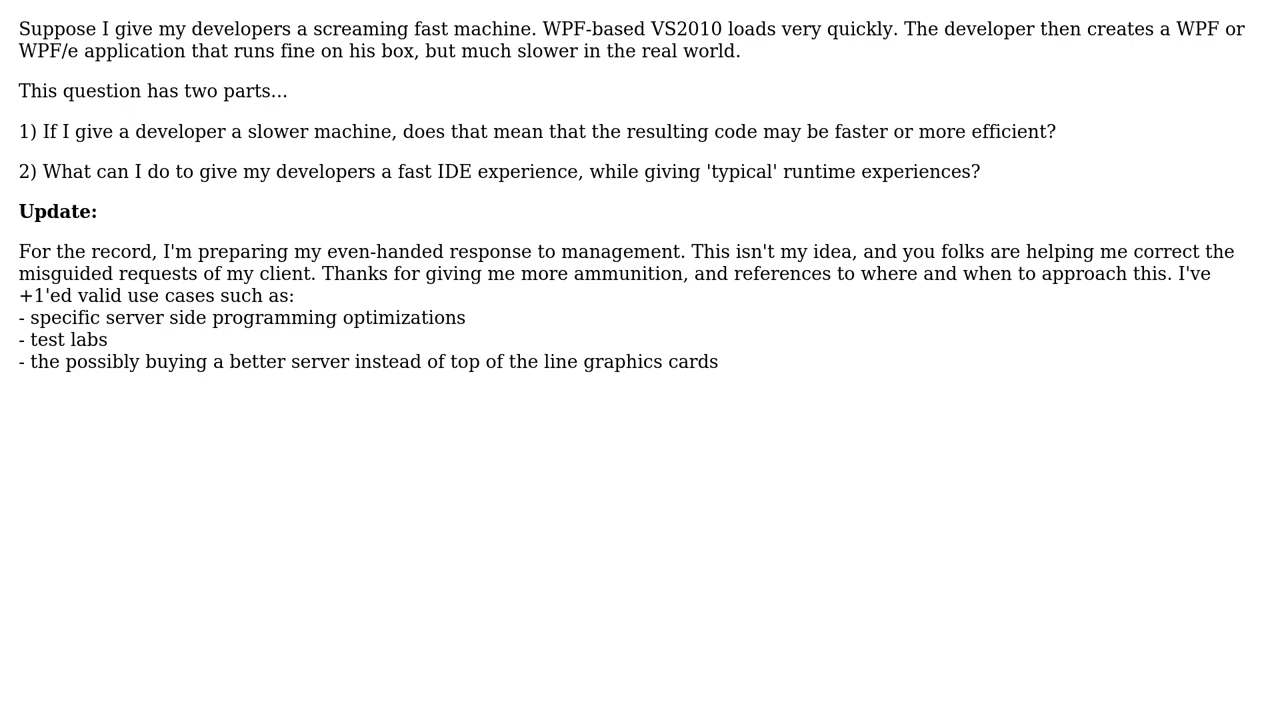 Suppose I give my developers a screaming fast machine. WPF-based VS2010 loads very quickly. The developer then creates a WPF or
WPF/e application that runs fine on his box, but much slower in the real world.
This question has two parts...
1) If I give a developer a slower machine, does that mean that the resulting code may be faster or more efficient?
2) What can I do to give my developers a fast IDE experience, while giving 'typical' runtime experiences?
Update:
For the record, I'm preparing my even-handed response to management. This isn't my idea, and you folks are helping me correct the
misguided requests of my client. Thanks for giving me more ammunition, and references to where and when to approach this. I've
+1'ed valid use cases such as:
- specific server side programming optimizations
- test labs
- the possibly buying a better server instead of top of the line graphics cards